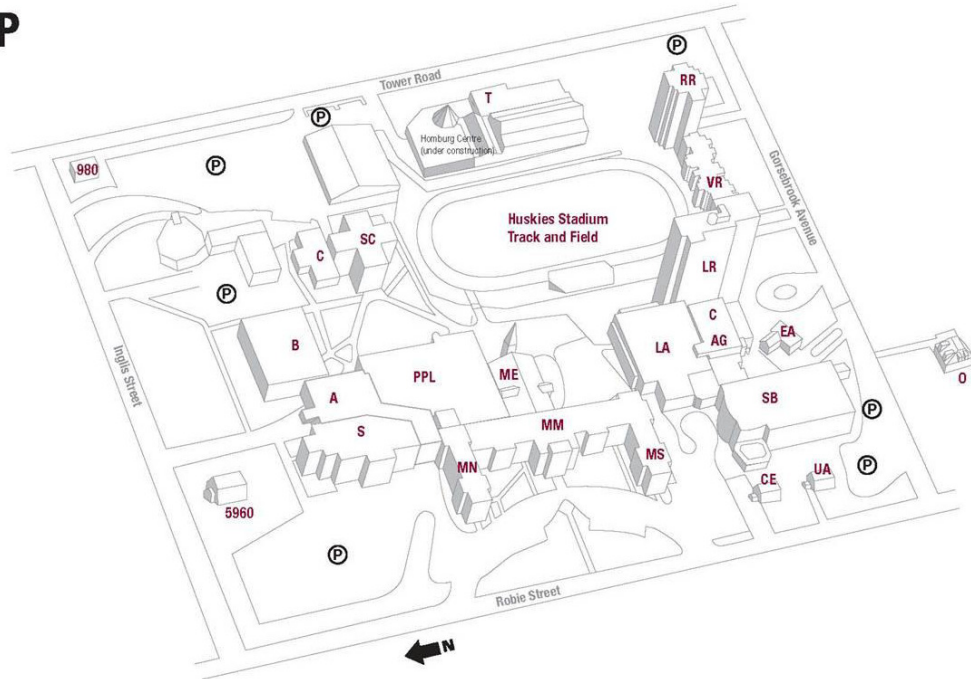 P
Tower Road
P
RR
T
P
Homburg Centre
(under construction)
P
980
VR
Gorsebrook Avenue
Huskies Stadium
Track and Field
SC
C
LR
P
C
EA
B
AG
LA
Inglis Street
PPL
ME
O
A
SB
P
S
MM
MN
MS
P
CE
UA
5960
P
Robie Street
N